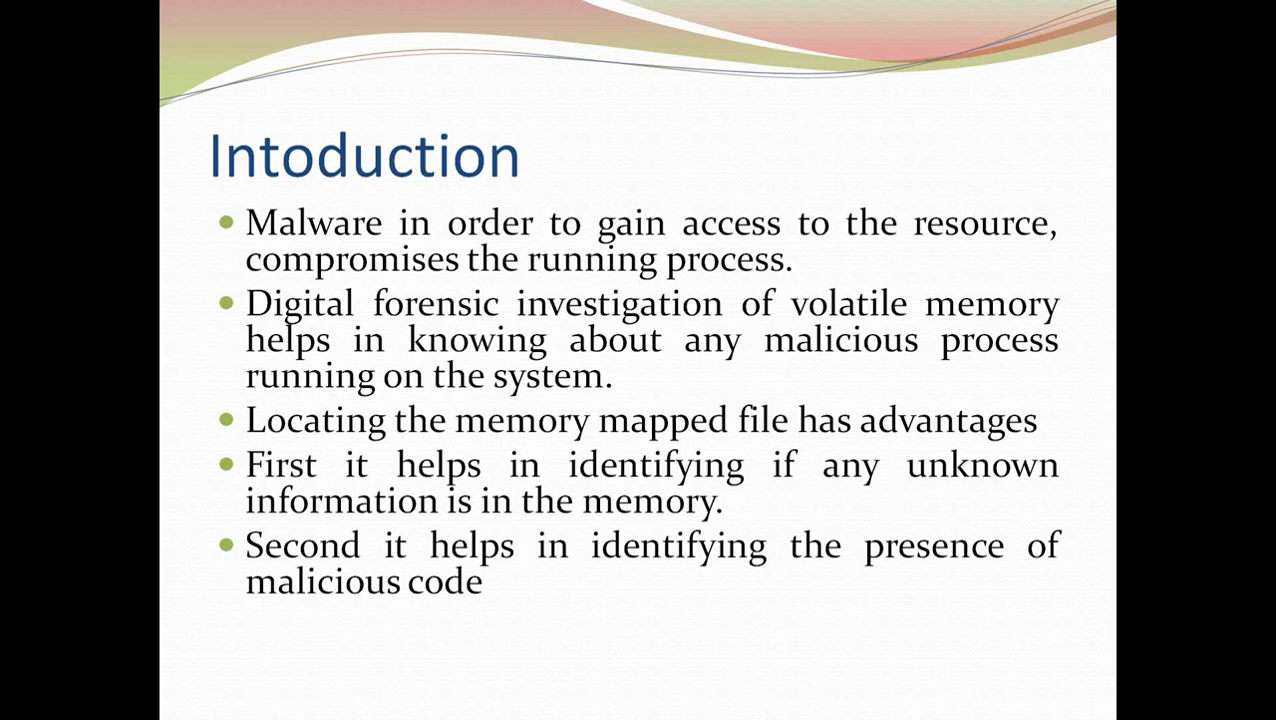 Intoduction
Malware in order to gain access to the resource,
compromises the running process.
Digital forensic investigation of volatile memory
helps in knowing about any malicious process
running on the system.
Locating the memory mapped file has advantages
First it helps in identifying if any unknown
information is in the memory.
Second it helps in identifying the presence of
malicious code